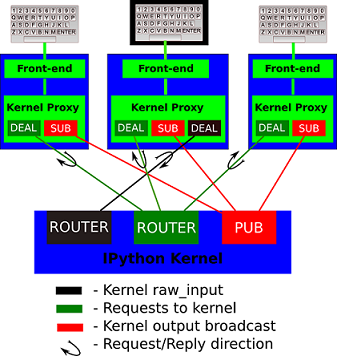 1 2 3 4 5 6 7 8 9 0
Q W E R T Y U I O P
A S D F G H J K L
Z X C V B N M ENTER
1 2 3 4 5 6 7 8 9 0
Q W E R T Y U I O P
A S D F G H J K L
Z X C V B N M ENTER
1 2 3 4 5 6 7 8 9 0
Q W E R T Y U I O P
A S D F G H J K L
Z X C V B N M ENTER
Front-end Front-end Front-end
Kernel Proxy Kernel Proxy Kernel Proxy
DEAL SUB DEAL SUB DEAL DEAL SUB
ROUTER ROUTER PUB
IPython Kernel
- Kernel raw_input
- Requests to kernel
- Kernel output broadcast
- Request/Reply direction